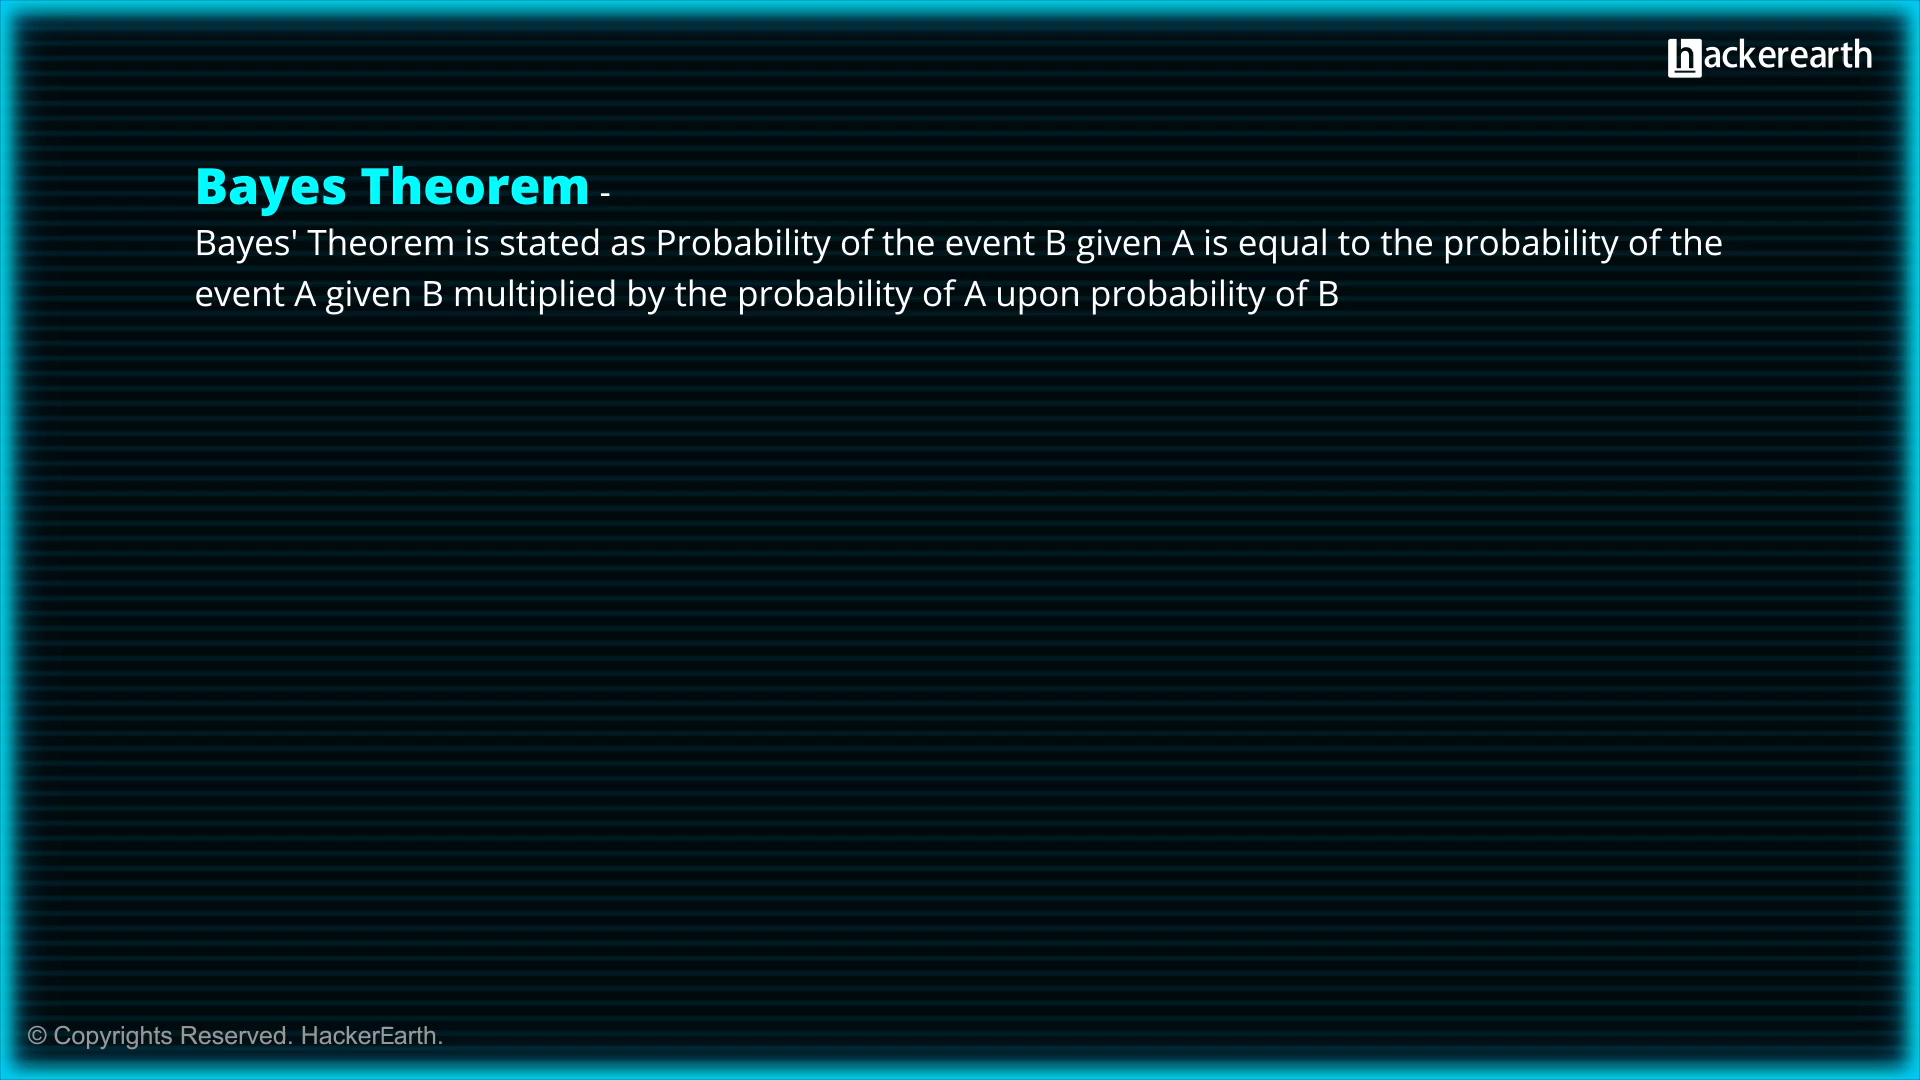 hackerearth
Bayes Theorem -
Bayes' Theorem is stated as Probability of the event B given A is equal to the probability of the
event A given B multiplied by the probability of A upon probability of B
© Copyrights Reserved. HackerEarth.